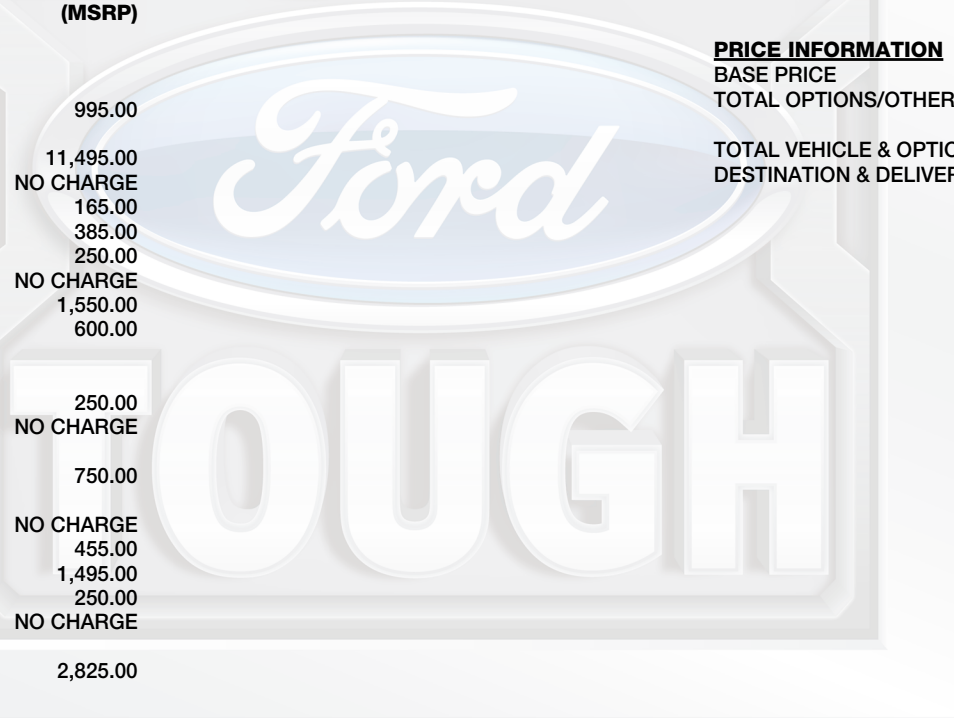 (MSRP)
995.00
11,495.00
NO CHARGE
165.00
385.00
250.00
NO CHARGE
1,550.00
600.00
250.00
NO CHARGE
750.00
NO CHARGE
455.00
1,495.00
250.00
NO CHARGE
2,825.00
PRICE INFORMATION
BASE PRICE
TOTAL OPTIONS/OTHER
TOTAL VEHICLE & OPTIO
DESTINATION & DELIVER
Ford
TOUGH